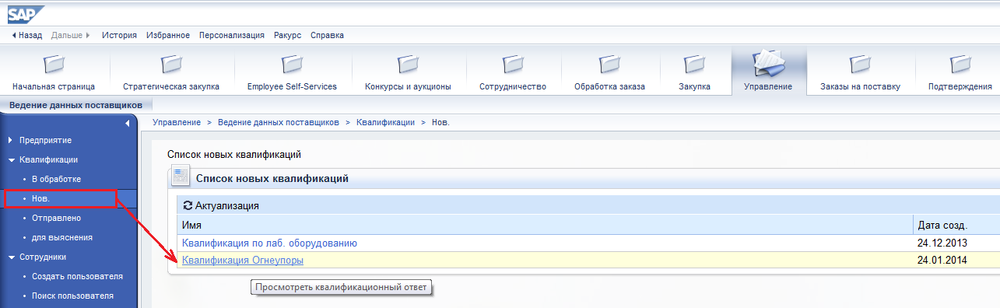 SAP
Назад Дальше История Избранное Персонализация Ракурс Справка
Начальная страница Стратегическая закупка Employee Self-Services Конкурсы и аукционы Сотрудничество Обработка заказа Закупка Управление Заказы на поставку Подтверждения
Ведение данных поставщиков
Управление > Ведение данных поставщиков > Квалификации > Нов.
Предприятие
Квалификации
• В обработке
• Нов.
• Отправлено
• для выяснения
Сотрудники
• Создать пользователя
• Поиск пользователя
Список новых квалификаций
Список новых квалификаций
Актуализация
Имя Дата созд.
Квалификация по лаб. оборудованию 24.12.2013
Квалификация Огнеупоры 24.01.2014
Просмотреть квалификационный ответ